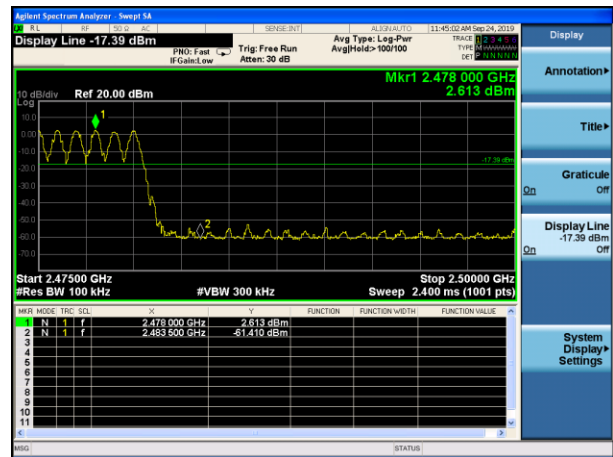 Agilent Spectrum Analyzer - Swept SA
RL RF 50 Ω AC SENSE:INT ALIGNAUTO 11:45:02 AM Sep 24, 2019
Display Line -17.39 dBm
PNO: Fast
IFGain:Low
Trig: Free Run
Atten: 30 dB
Avg Type: Log-Pwr
Avg|Hold:> 100/100
TRACE 1 2 3 4 5 6
TYPE M
DET P N N N N N
Mkr1 2.478 000 GHz
2.613 dBm
10 dB/div Ref 20.00 dBm
Log
10.0
0.00
-10.0
-20.0
-30.0
-40.0
-50.0
-60.0
-70.0
1
-17.39 dBm
2
Start 2.47500 GHz Stop 2.50000 GHz
#Res BW 100 kHz #VBW 300 kHz Sweep 2.400 ms (1001 pts)
MKR MODE TRC SCL X Y FUNCTION FUNCTION WIDTH FUNCTION VALUE
1 N 1 f 2.478 000 GHz 2.613 dBm
2 N 1 f 2.483 500 GHz -61.410 dBm
3
4
5
6
7
8
9
10
11
MSG STATUS
Display
Annotation
Title
Graticule
On Off
Display Line
-17.39 dBm
On Off
System
Display
Settings